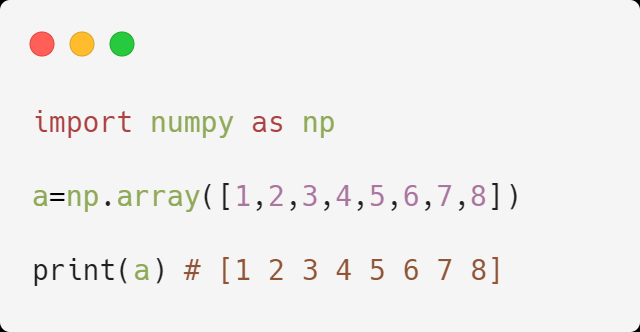 import numpy as np
a=np.array([1,2,3,4,5,6,7,8])
print(a) # [1 2 3 4 5 6 7 8]